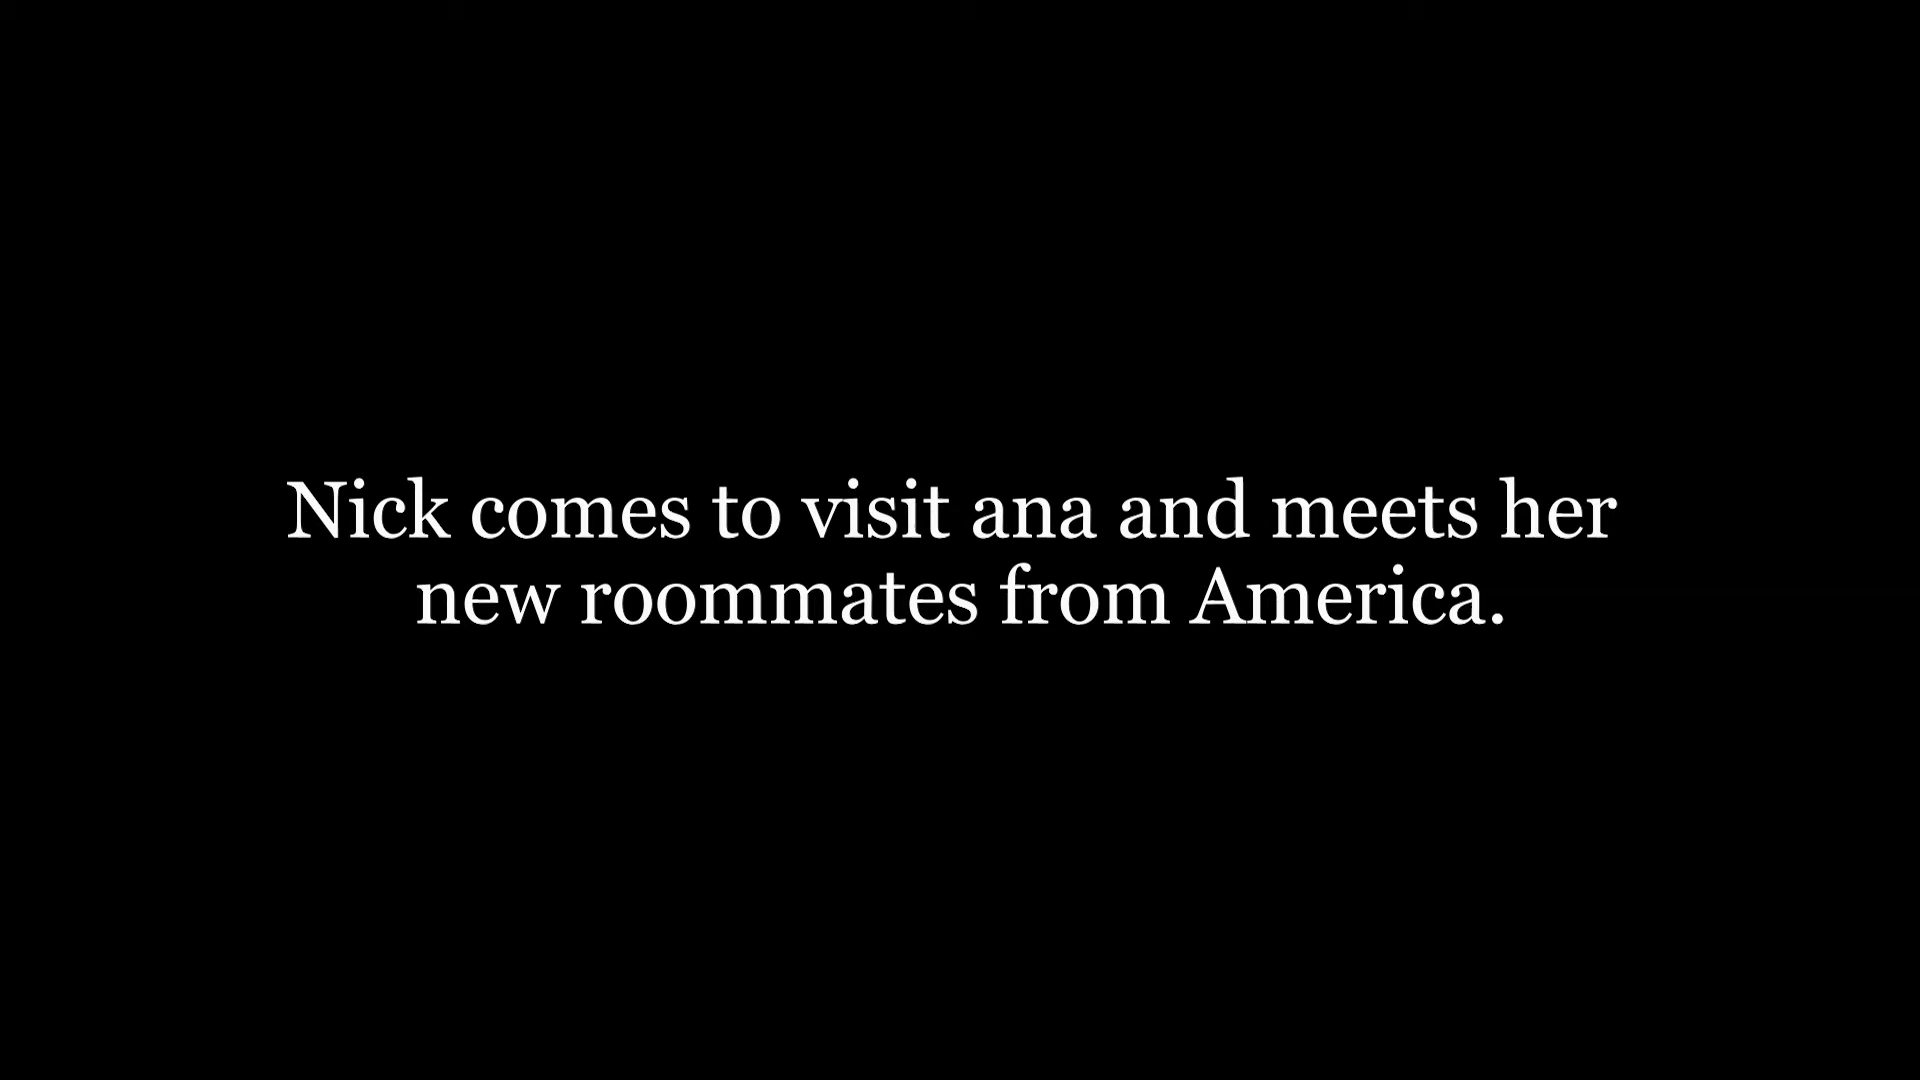 Nick comes to visit ana and meets her
new roommates from America.